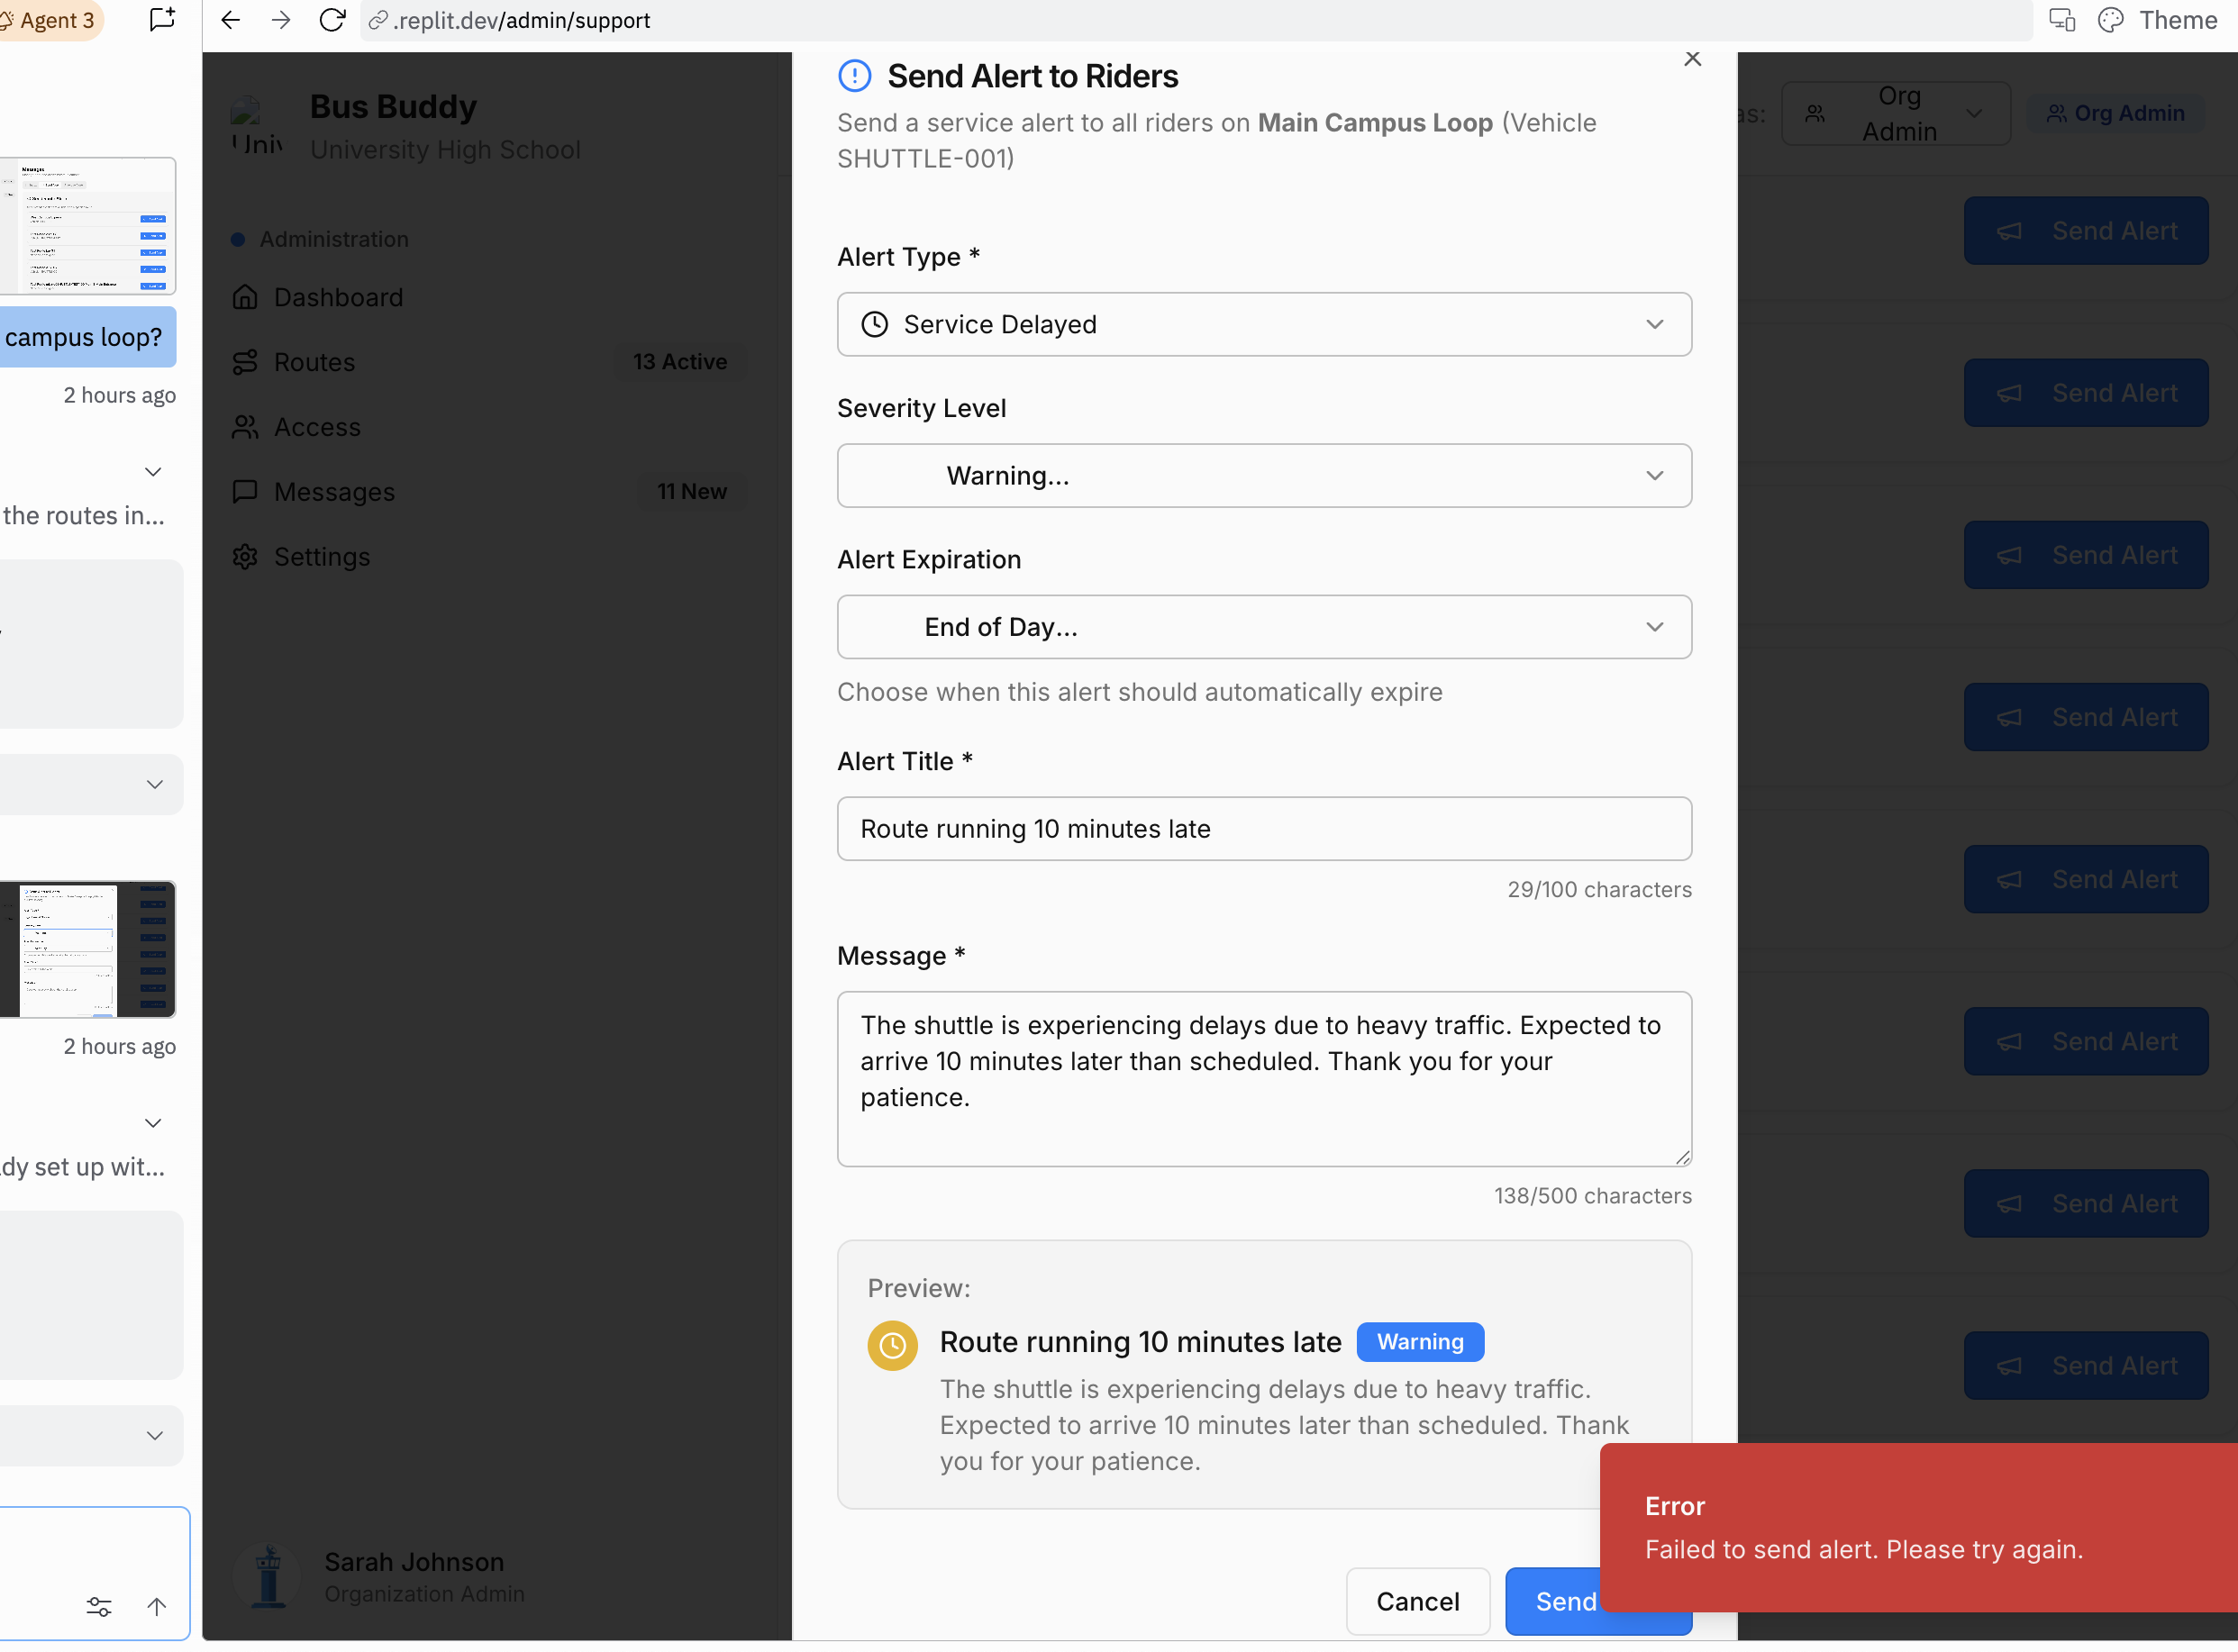 Agent 3
.replit.dev/admin/support
Theme
campus loop?
2 hours ago
the routes in...
2 hours ago
dy set up wit...
Bus Buddy
University High School
Administration
Dashboard
Routes
13 Active
Access
Messages
11 New
Settings
Sarah Johnson
Organization Admin
Send Alert to Riders
Send a service alert to all riders on Main Campus Loop (Vehicle
SHUTTLE-001)
Alert Type *
Service Delayed
Severity Level
Warning...
Alert Expiration
End of Day...
Choose when this alert should automatically expire
Alert Title *
Route running 10 minutes late
29/100 characters
Message *
The shuttle is experiencing delays due to heavy traffic. Expected to
arrive 10 minutes later than scheduled. Thank you for your
patience.
138/500 characters
Preview:
Route running 10 minutes late
Warning
The shuttle is experiencing delays due to heavy traffic.
Expected to arrive 10 minutes later than scheduled. Thank
you for your patience.
Cancel
Send
as:
Org
Admin
Org Admin
Send Alert
Send Alert
Send Alert
Send Alert
Send Alert
Send Alert
Send Alert
Send Alert
Error
Failed to send alert. Please try again.